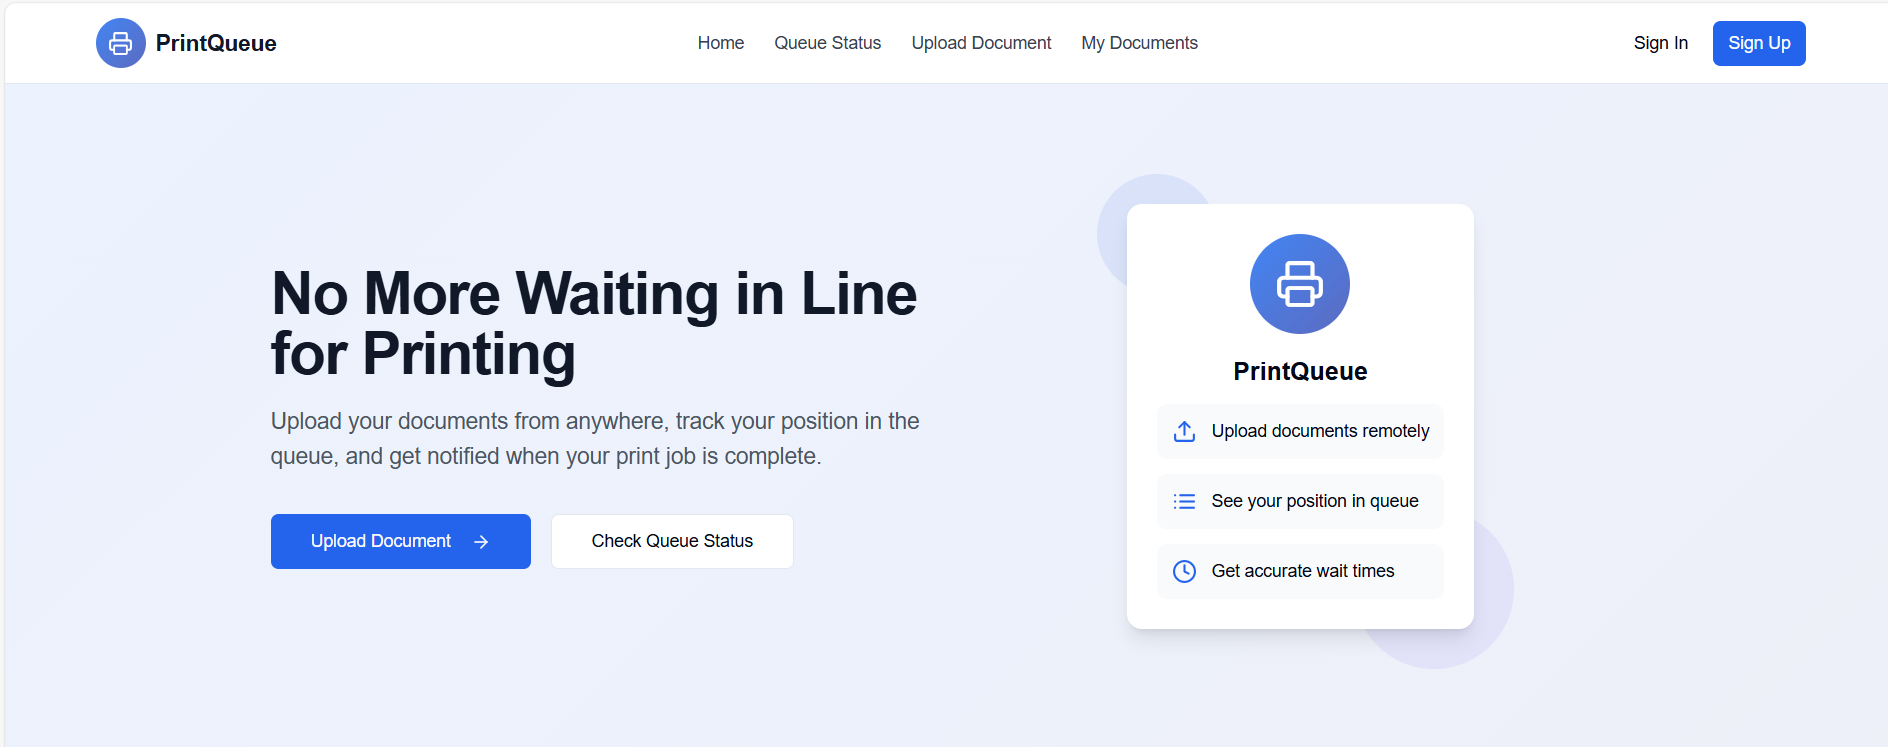 PrintQueue
Home
Queue Status
Upload Document
My Documents
Sign In
Sign Up
No More Waiting in Line
for Printing
Upload your documents from anywhere, track your position in the
queue, and get notified when your print job is complete.
Upload Document
Check Queue Status
PrintQueue
Upload documents remotely
See your position in queue
Get accurate wait times